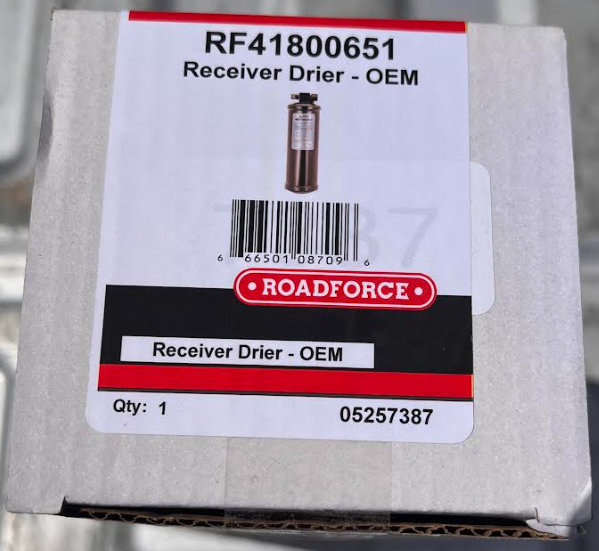 RF41800651
Receiver Drier - OEM
6 66501 08709 6
• ROADFORCE •
Receiver Drier - OEM
Qty: 1 05257387